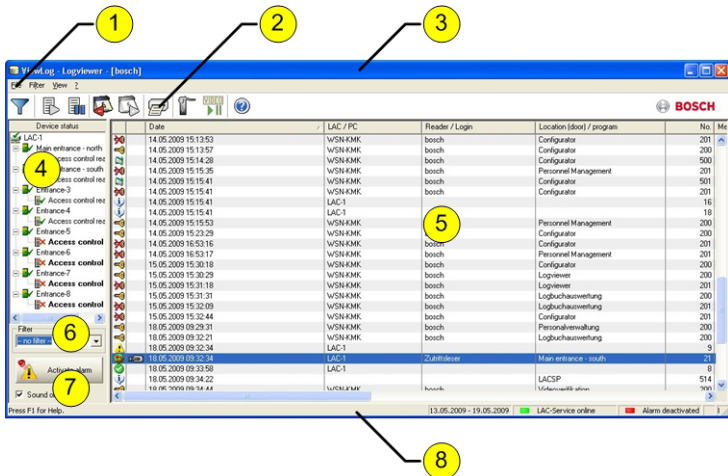 1 2 3
ViewLog - Logviewer - [bosch]
File Filter View ?
VIDEO
BOSCH
Device status
LAC-1
Main entrance - north
Access control rea
entrance - south
control rea
Entrance-3
Access control rea
Entrance-4
Access control rea
Entrance-5
Access control
Entrance-6
Access control
Entrance-7
Access control
Entrance-8
Access control
4
Filter
-- no filter --
6
Activate alarm
7
Sound o
Date LAC / PC Reader / Login Location (door) / program No. Me
14.05.2009 15:13:53 WSN-KMK bosch Configurator 201
14.05.2009 15:13:57 WSN-KMK bosch Configurator 200
14.05.2009 15:14:28 WSN-KMK bosch Configurator 500
14.05.2009 15:15:35 WSN-KMK bosch Personnel Management 201
14.05.2009 15:15:41 WSN-KMK bosch Configurator 501
14.05.2009 15:15:41 WSN-KMK bosch Configurator 201
14.05.2009 15:15:41 LAC-1 16
14.05.2009 15:15:41 LAC-1 18
14.05.2009 15:15:53 WSN-KMK bosch Personnel Management 200
14.05.2009 15:23:29 WSN-KMK Configurator 200
14.05.2009 16:53:16 WSN-KMK bosch Configurator 201
14.05.2009 16:53:17 WSN-KMK bosch Personnel Management 201
15.05.2009 15:30:18 WSN-KMK bosch Configurator 200
15.05.2009 15:30:29 WSN-KMK bosch Logviewer 200
15.05.2009 15:31:18 WSN-KMK bosch Logviewer 201
15.05.2009 15:31:31 WSN-KMK bosch Logbuchauswertung 200
15.05.2009 15:32:09 WSN-KMK bosch Logbuchauswertung 201
15.05.2009 15:32:44 WSN-KMK bosch Configurator 201
18.05.2009 09:29:31 WSN-KMK bosch Personalverwaltung 200
18.05.2009 09:32:21 WSN-KMK bosch Logbuchauswertung 200
18.05.2009 09:32:34 LAC-1 9
18.05.2009 09:32:34 LAC-1 Zutrittsleser Main entrance - south 21
18.05.2009 09:33:58 LAC-1 8
18.05.2009 09:34:22 LACSP 514
18.05.2009 09:34:44 WSN-KMK bosch Videoverifikation 200
5
Press F1 for Help. 13.05.2009 - 19.05.2009 LAC-Service online Alarm deactivated
8